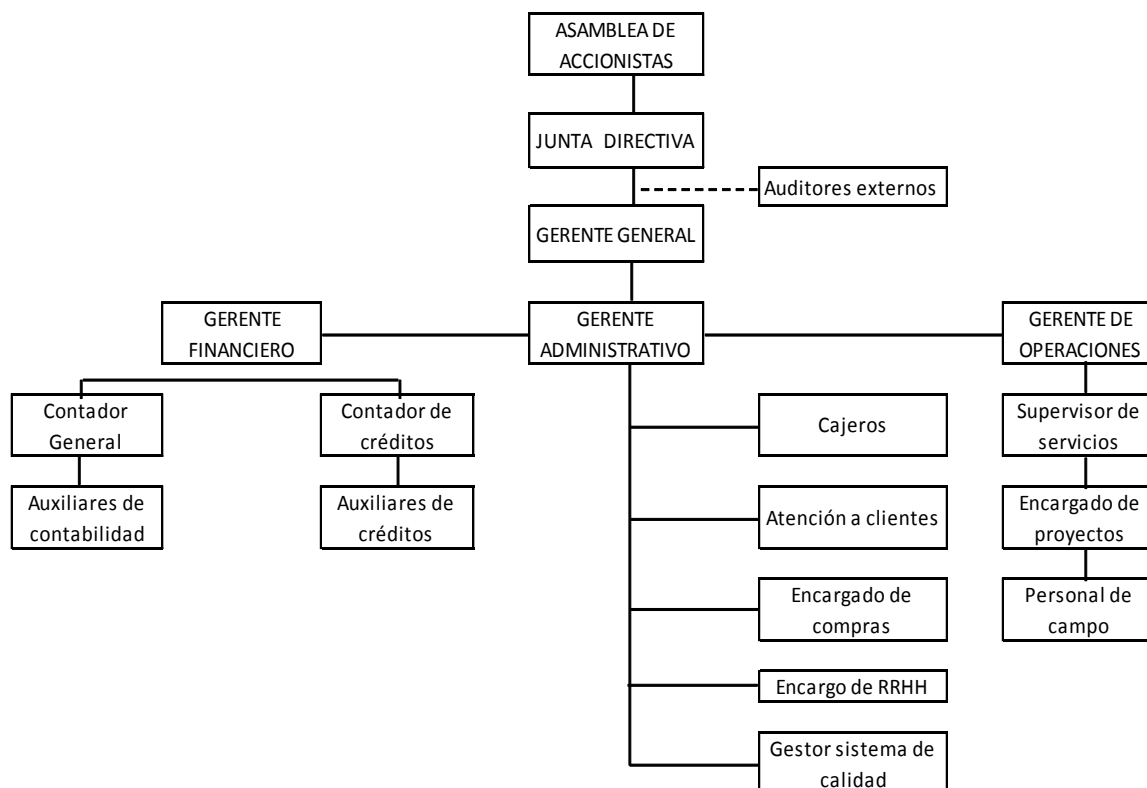 ASAMBLEA DE
ACCIONISTAS
JUNTA DIRECTIVA
Auditores externos
GERENTE GENERAL
GERENTE
FINANCIERO
GERENTE
ADMINISTRATIVO
GERENTE DE
OPERACIONES
Contador
General
Contador de
créditos
Cajeros
Supervisor de
servicios
Auxiliares de
contabilidad
Auxiliares de
créditos
Atención a clientes
Encargado de
proyectos
Encargado de
compras
Personal de
campo
Encargo de RRHH
Gestor sistema de
calidad